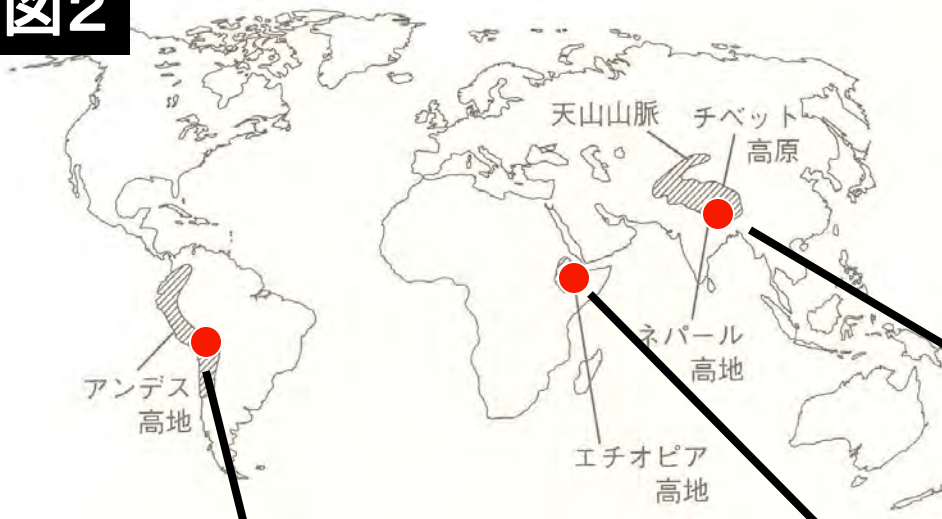 図2
天山山脈
チベット
高原
アンデス
高地
ネパール
高地
エチオピア
高地